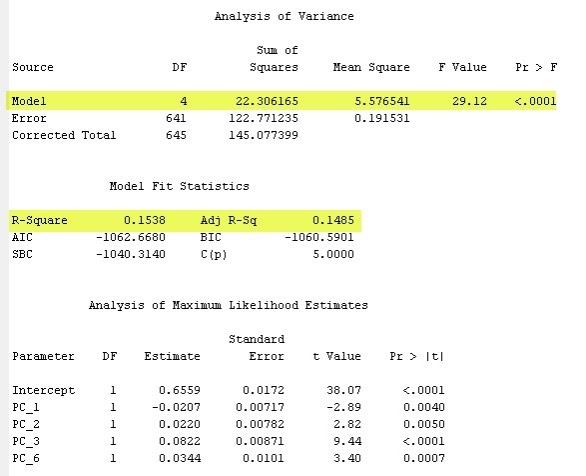 Analysis of Variance
Sum of
Source DF Squares Mean Square F Value Pr > F
Model 4 22.306165 5.576541 29.12 <.0001
Error 641 122.771235 0.191531
Corrected Total 645 145.077399
Model Fit Statistics
R-Square 0.1538 Adj R-Sq 0.1485
AIC -1062.6680 BIC -1060.5901
SBC -1040.3140 C(p) 5.0000
Analysis of Maximum Likelihood Estimates
Standard
Parameter DF Estimate Error t Value Pr > |t|
Intercept 1 0.6559 0.0172 38.07 <.0001
PC_1 1 -0.0207 0.00717 -2.89 0.0040
PC_2 1 0.0220 0.00782 2.82 0.0050
PC_3 1 0.0822 0.00871 9.44 <.0001
PC_6 1 0.0344 0.0101 3.40 0.0007